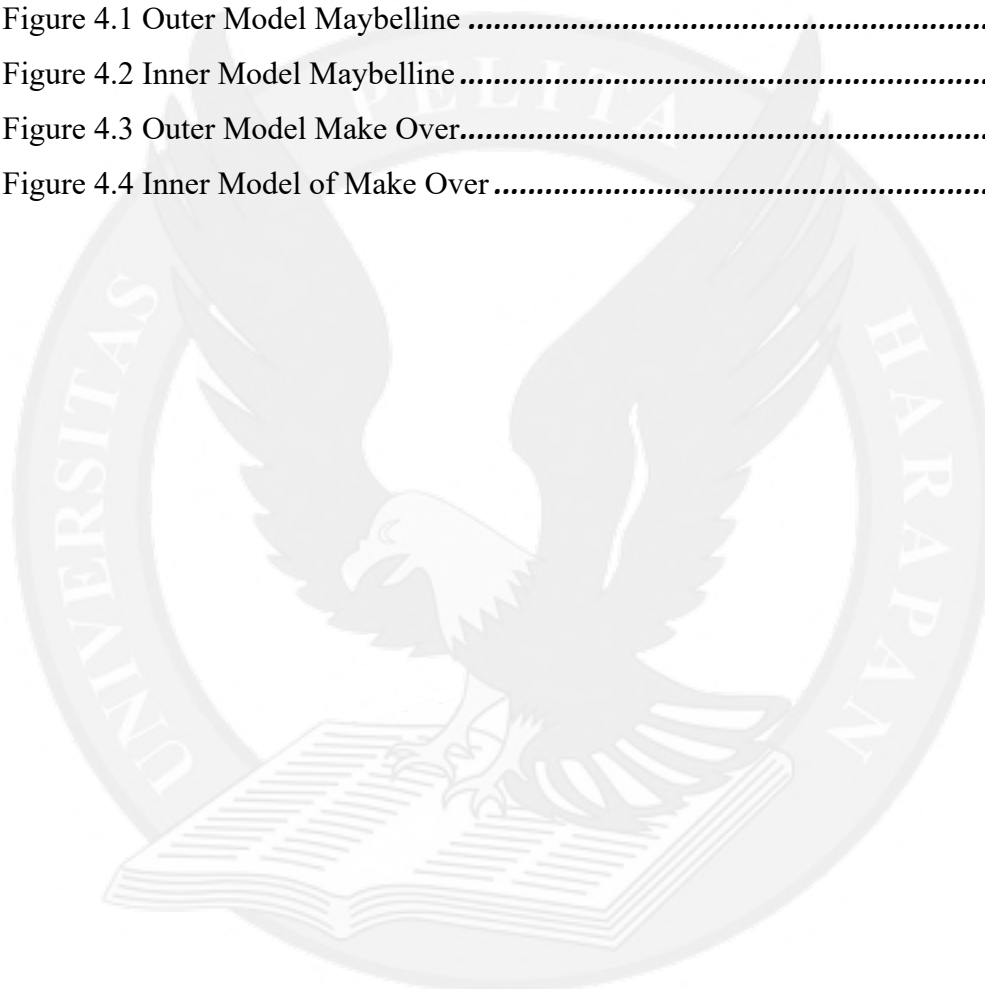 Figure 4.1 Outer Model Maybelline ............................................................
Figure 4.2 Inner Model Maybelline.............................................................
Figure 4.3 Outer Model Make Over.............................................................
Figure 4.4 Inner Model of Make Over..........................................................
UNIVERSITAS PELITA HARAPAN